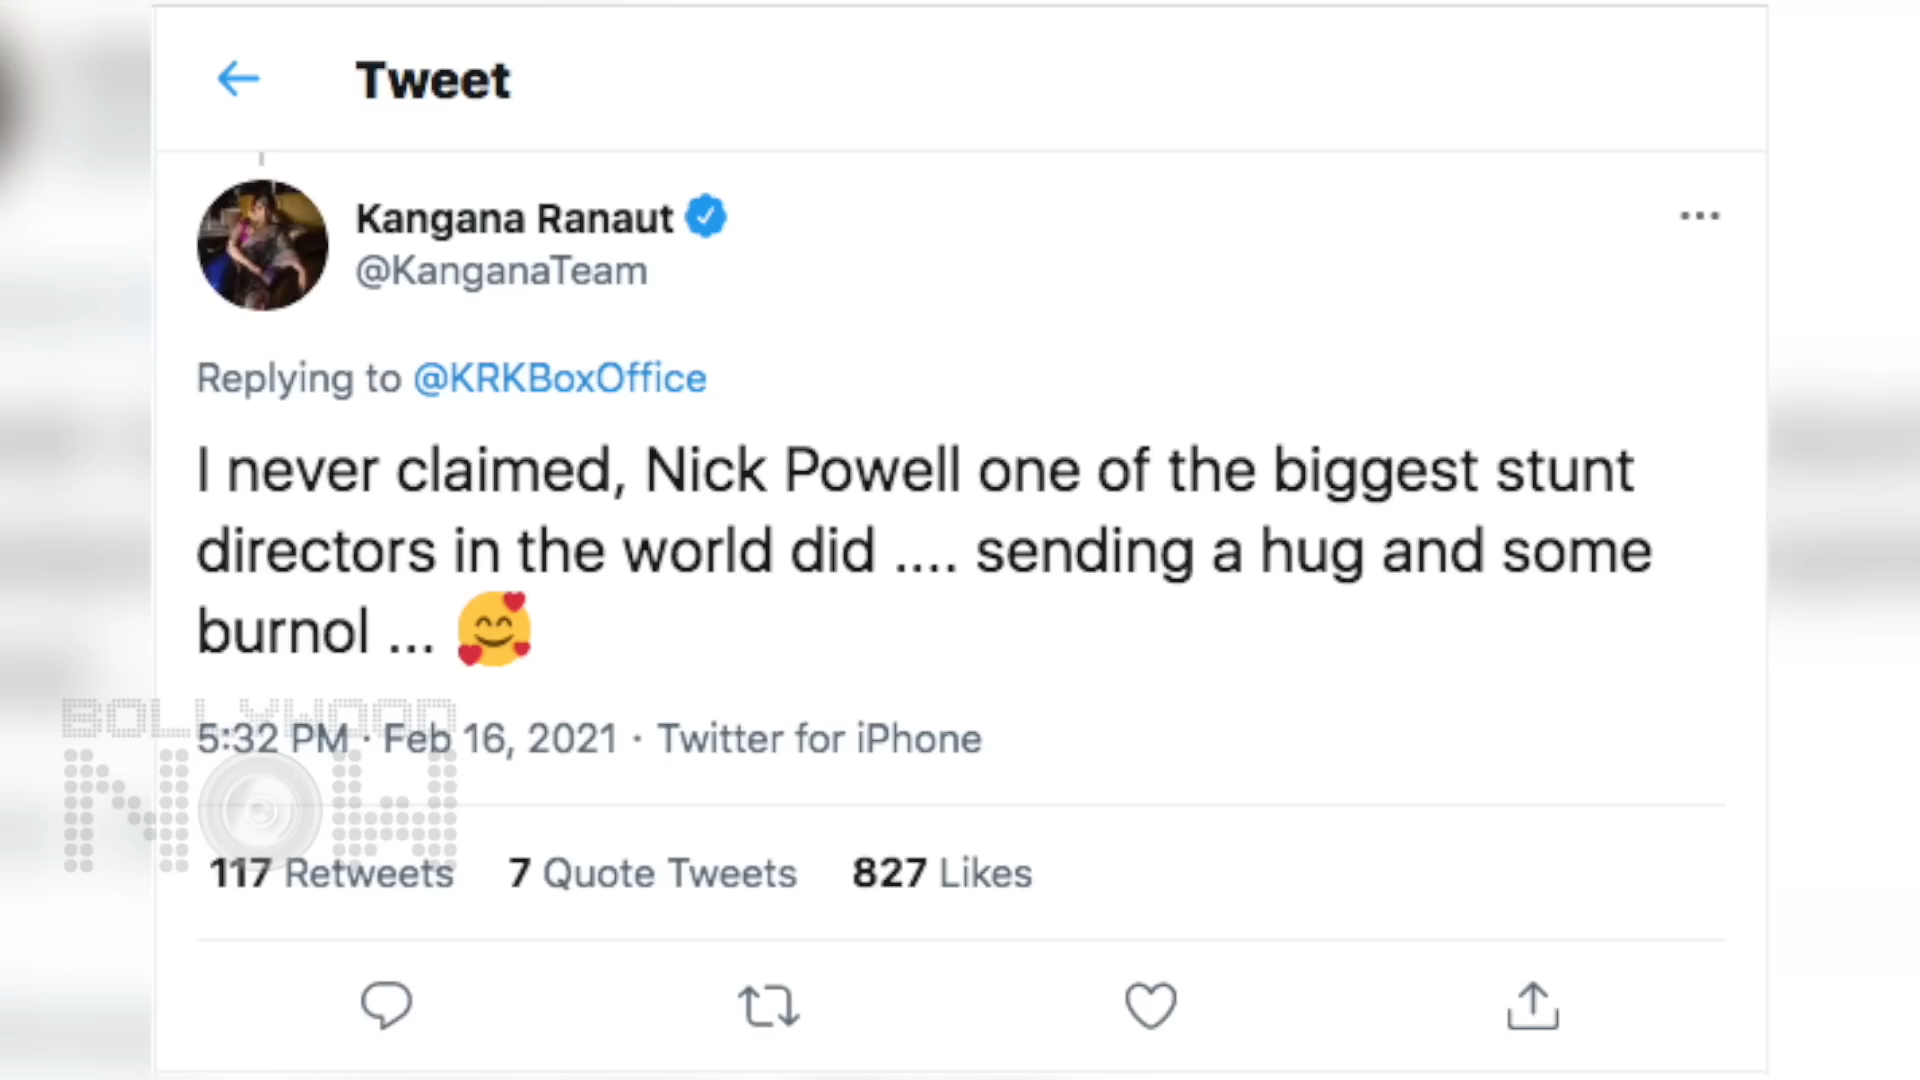 Tweet
Kangana Ranaut
@KanganaTeam
Replying to @KRKBoxOffice
I never claimed, Nick Powell one of the biggest stunt
directors in the world did .... sending a hug and some
burnol ... 🥰
BOLLYWOOD
NOW
5:32 PM · Feb 16, 2021 · Twitter for iPhone
117 Retweets 7 Quote Tweets 827 Likes